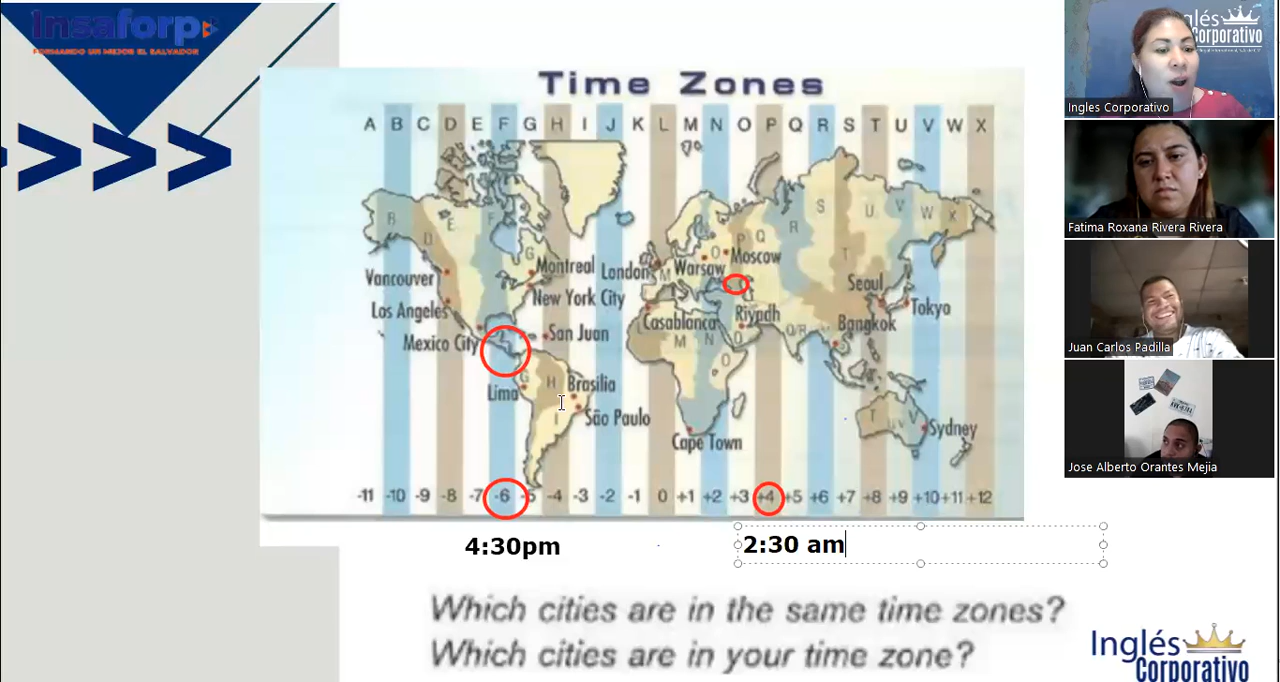 Insaforp
FORMANDO UN MEJOR EL SALVADOR
Time Zones
A B C D E F G H I J K L M N O P Q R S T U V W X
B D E F G M O P Q R S T U V W X
Vancouver
Montreal
London
Warsaw
Moscow
Los Angeles
New York City
Seoul
Tokyo
Mexico City
San Juan
Casablanca
Riyadh
Q/R
Bangkok
M N O
Lima
G H I
Brasilia
São Paulo
Cape Town
T U V
Sydney
-11 -10 -9 -8 -7 -6 -5 -4 -3 -2 -1 0 +1 +2 +3 +4 +5 +6 +7 +8 +9 +10 +11 +12
4:30pm
2:30 am
Which cities are in the same time zones?
Which cities are in your time zone?
Inglés
Corporativo
glés
Corporativo
Ingles Corporativo
Fatima Roxana Rivera Rivera
Juan Carlos Padilla
Jose Alberto Orantes Mejia